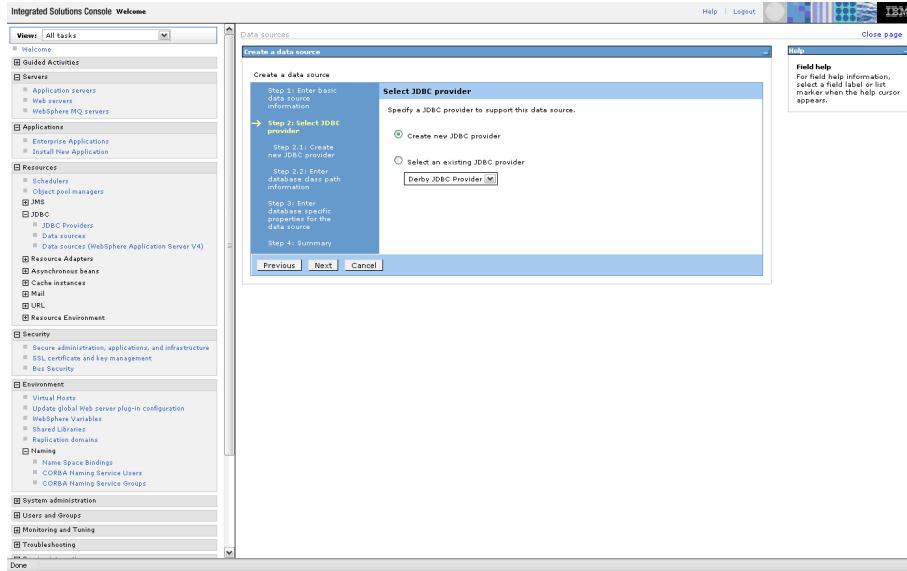 Integrated Solutions Console Welcome
Help | Logout
IBM
View: All tasks
Welcome
Guided Activities
Servers
Application servers
Web servers
WebSphere MQ servers
Applications
Enterprise Applications
Install New Application
Resources
Schedulers
Object pool managers
JMS
JDBC
JDBC Providers
Data sources
Data sources (WebSphere Application Server V4)
Resource Adapters
Asynchronous beans
Cache instances
Mail
URL
Resource Environment
Security
Secure administration, applications, and infrastructure
SSL certificate and key management
Bus Security
Environment
Virtual Hosts
Update global Web server plug-in configuration
WebSphere Variables
Shared Libraries
Replication domains
Naming
Name Space Bindings
CORBA Naming Service Users
CORBA Naming Service Groups
System administration
Users and Groups
Monitoring and Tuning
Troubleshooting
Data sources
Close page
Create a data source
Create a data source
Step 1: Enter basic
data source
information
Step 2: Select JDBC
provider
Step 2.1: Create
new JDBC provider
Step 2.2: Enter
database class path
information
Step 3: Enter
database specific
properties for the
data source
Step 4: Summary
Select JDBC provider
Specify a JDBC provider to support this data source.
Create new JDBC provider
Select an existing JDBC provider
Derby JDBC Provider
Previous Next Cancel
Help
Field help
For field help information,
select a field label or list
marker when the help cursor
appears.
Done